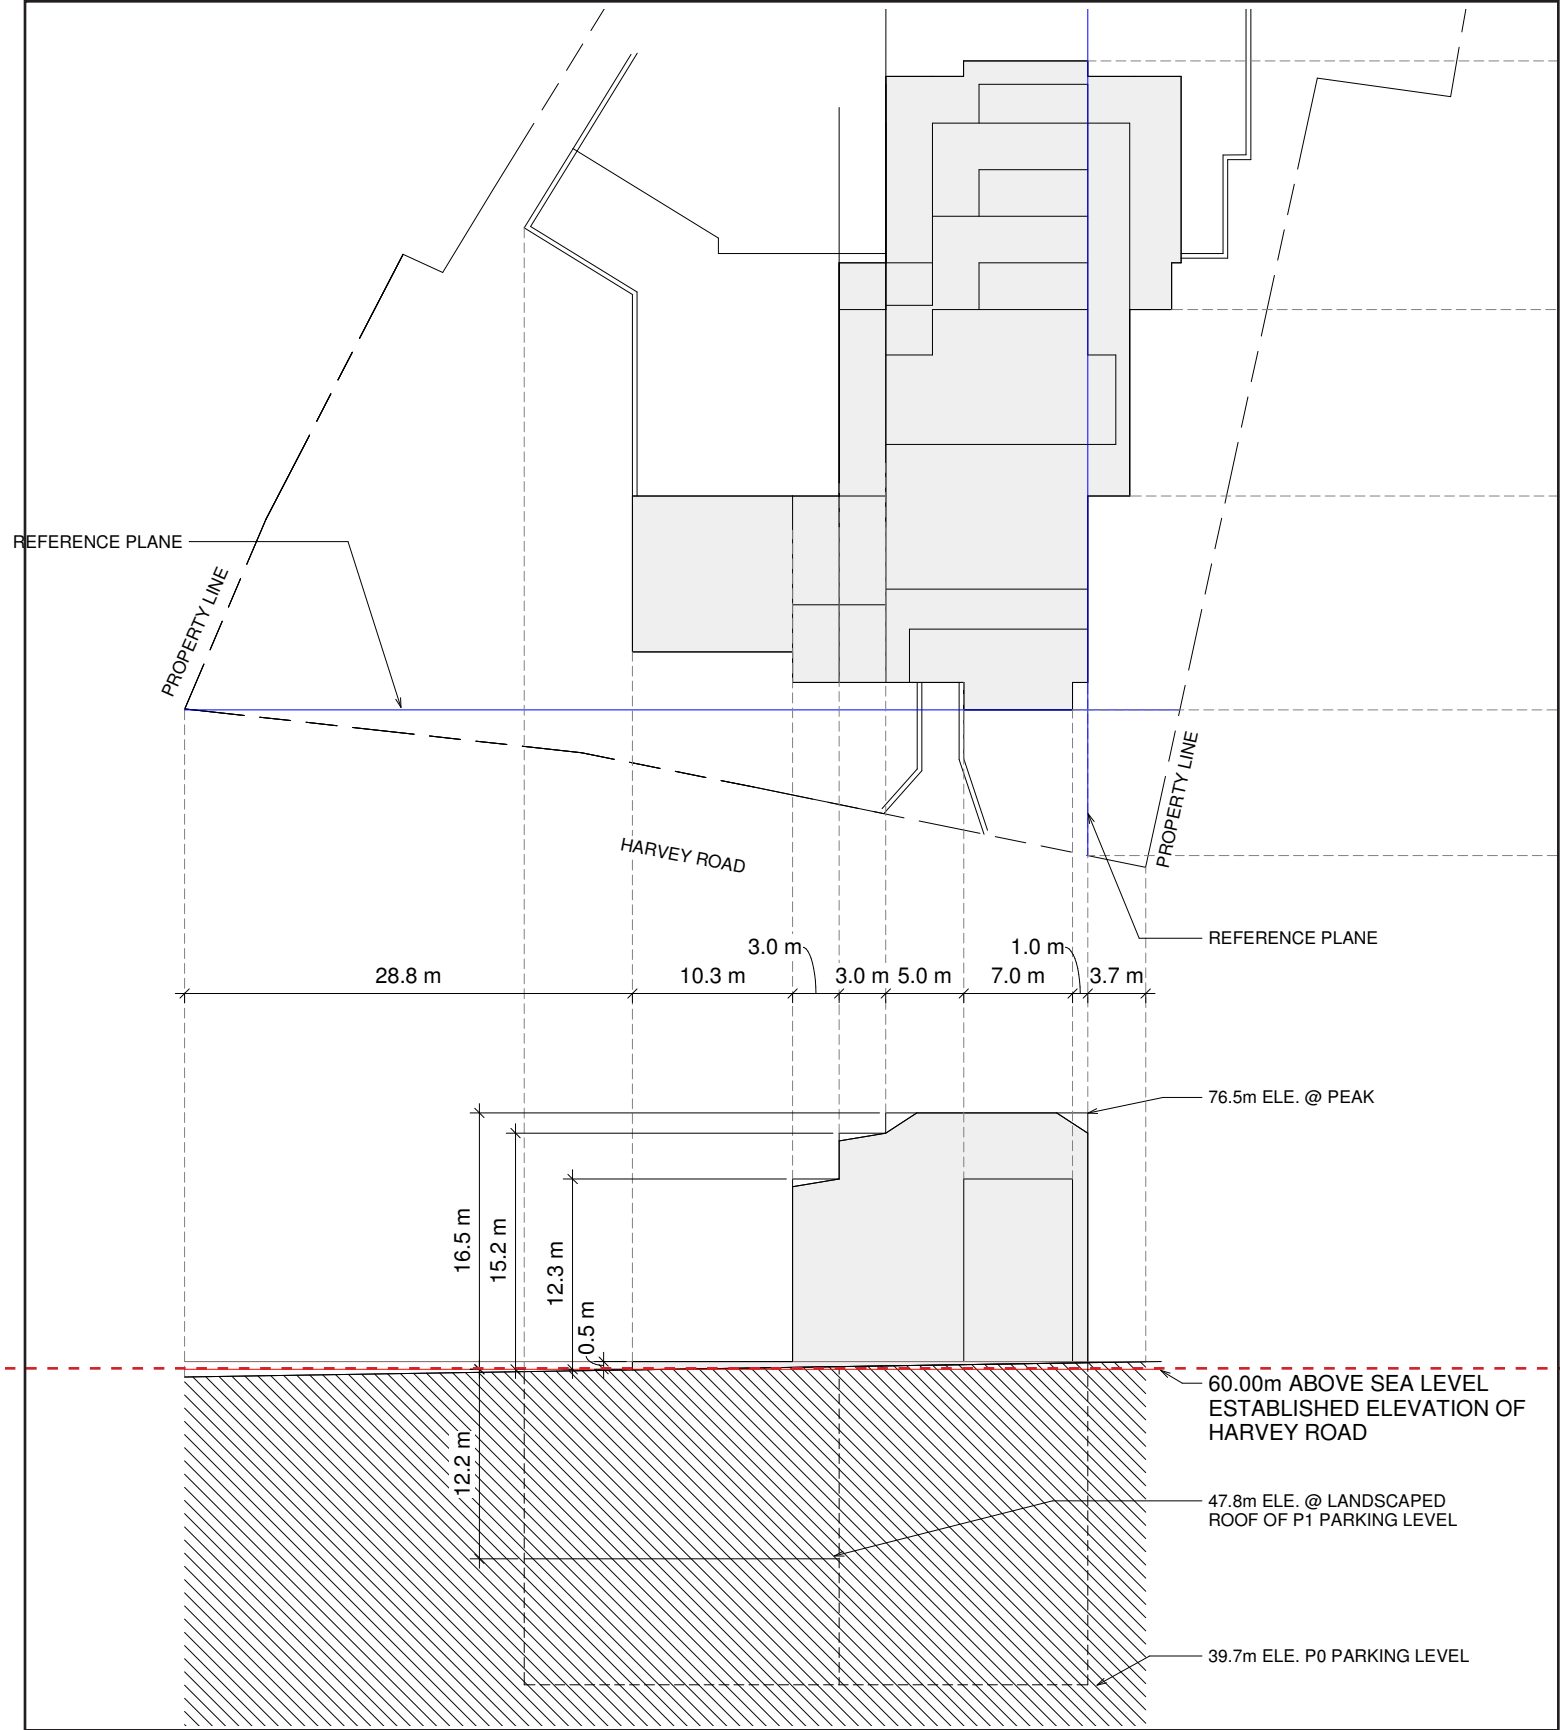 REFERENCE PLANE
PROPERTY LINE
PROPERTY LINE
HARVEY ROAD
REFERENCE PLANE
3.0 m
1.0 m
28.8 m
10.3 m
3.0 m
5.0 m
7.0 m
3.7 m
76.5m ELE. @ PEAK
16.5 m
15.2 m
12.3 m
0.5 m
60.00m ABOVE SEA LEVEL
ESTABLISHED ELEVATION OF
HARVEY ROAD
12.2 m
47.8m ELE. @ LANDSCAPED
ROOF OF P1 PARKING LEVEL
39.7m ELE. P0 PARKING LEVEL